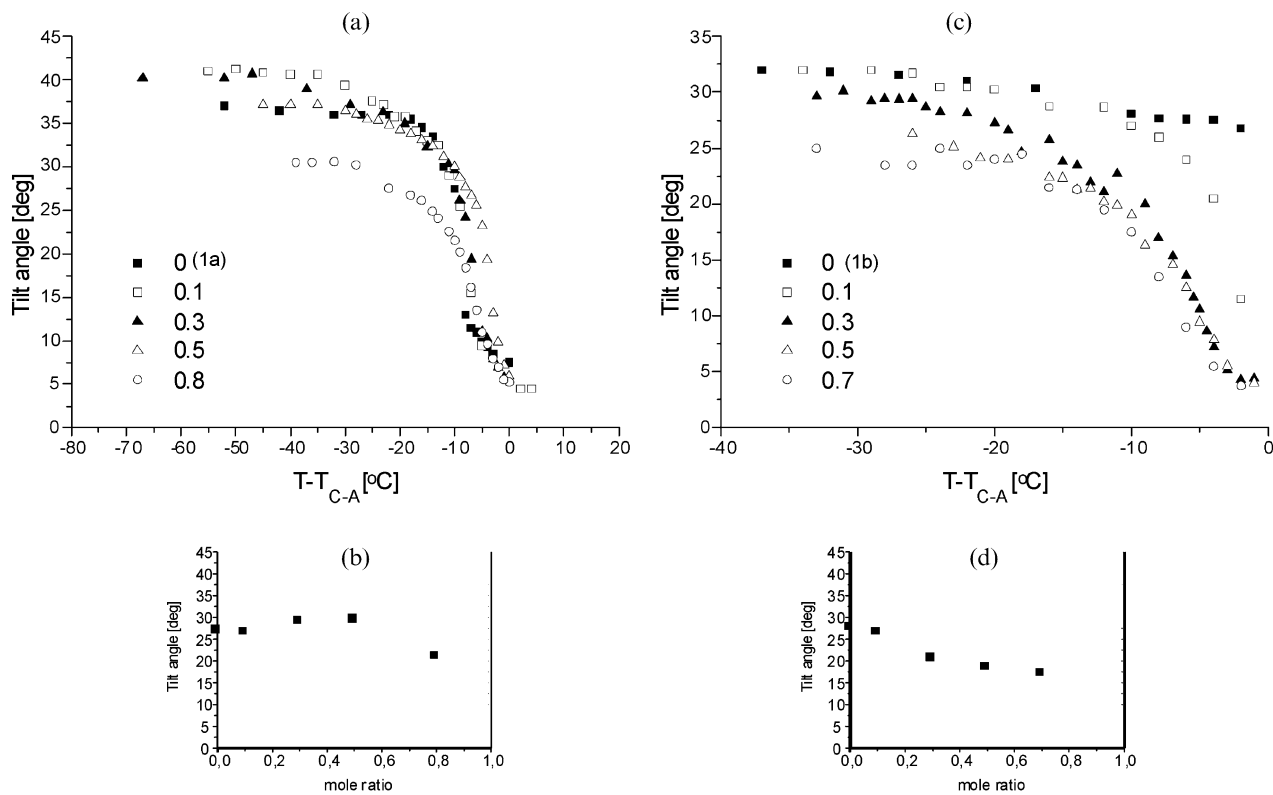 (a)
45
40
35
30
25
20
15
10
5
0
Tilt angle [deg]
0 (1a)
0.1
0.3
0.5
0.8
-80 -70 -60 -50 -40 -30 -20 -10 0 10 20
T-T_C-A [°C]
(c)
35
30
25
20
15
10
5
0
Tilt angle [deg]
0 (1b)
0.1
0.3
0.5
0.7
-40 -30 -20 -10 0
T-T_C-A [°C]
(b)
45
40
35
30
25
20
15
10
5
0
Tilt angle [deg]
0,0 0,2 0,4 0,6 0,8 1,0
mole ratio
(d)
45
40
35
30
25
20
15
10
5
0
Tilt angle [deg]
0,0 0,2 0,4 0,6 0,8 1,0
mole ratio